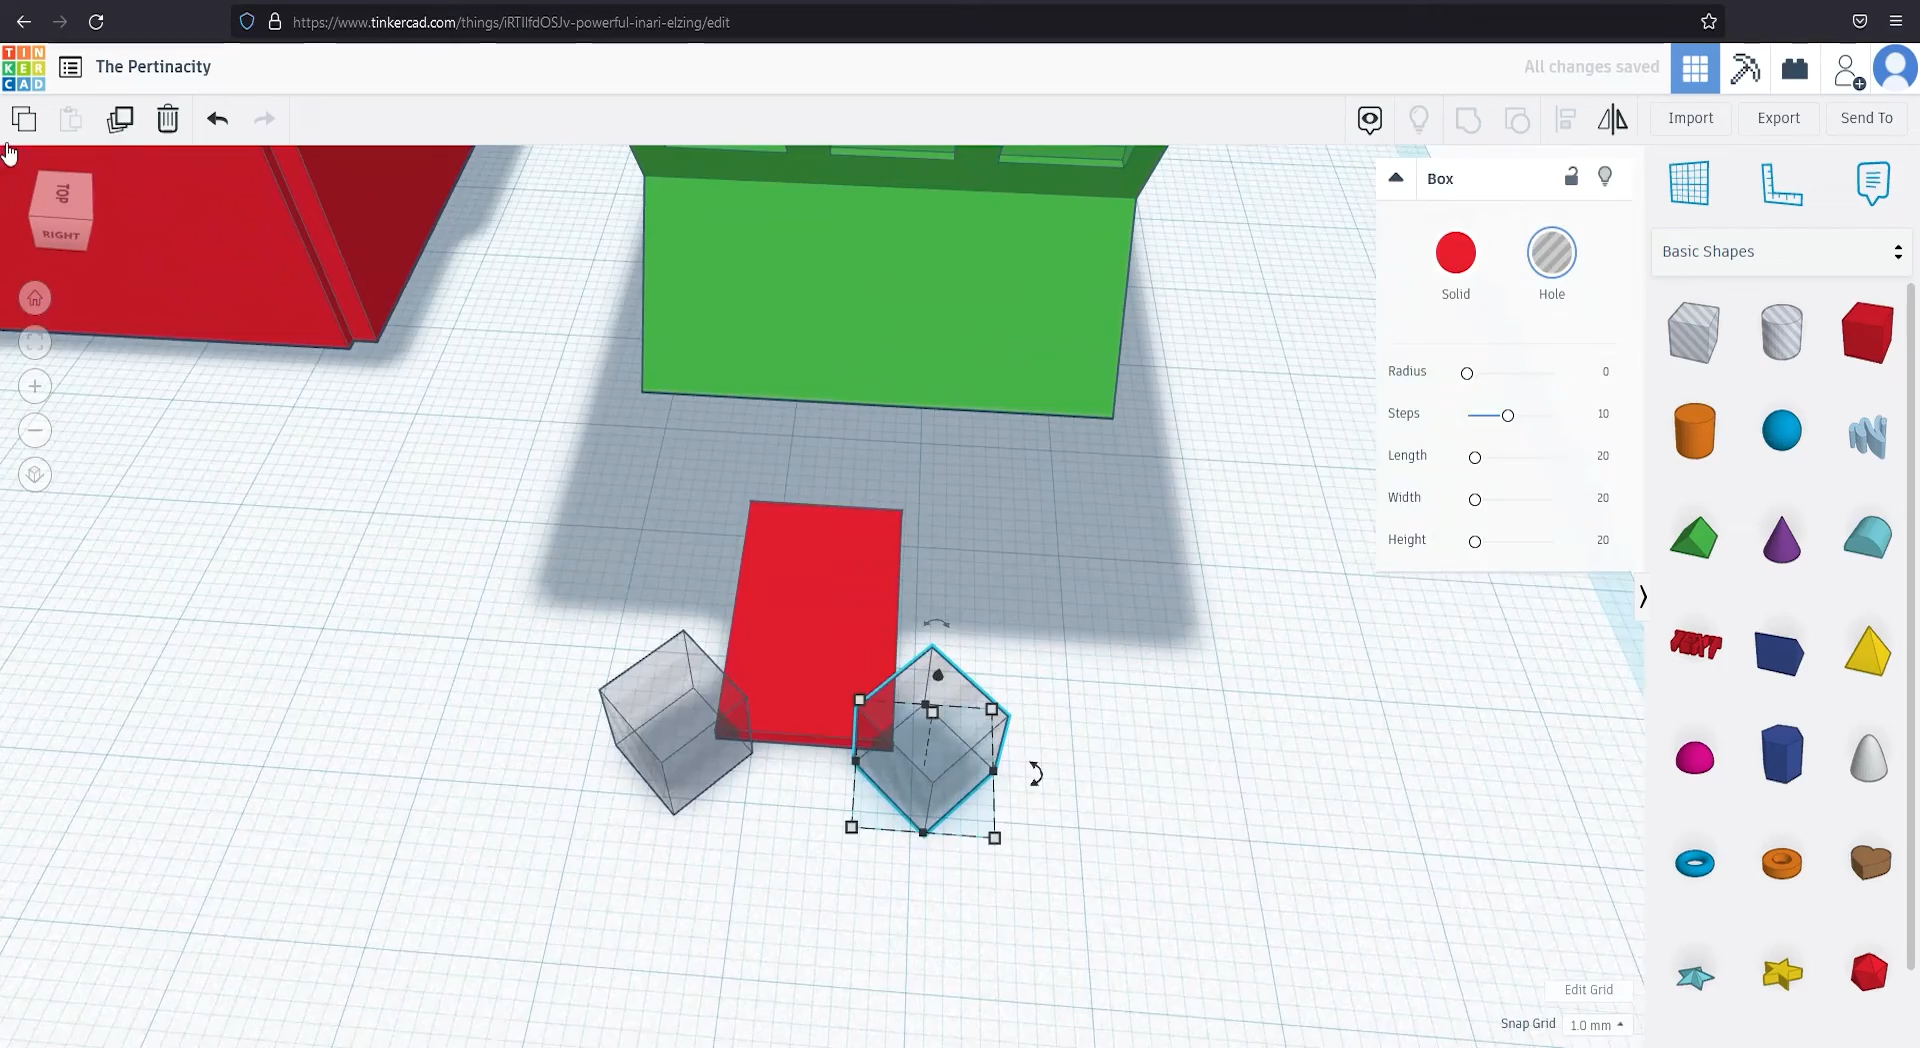 https://www.tinkercad.com/things/iRTIlfdOSJv-powerful-inari-elzing/edit
TIN
KER
CAD
The Pertinacity
All changes saved
Import
Export
Send To
TOP
RIGHT
Box
Solid
Hole
Radius 0
Steps 10
Length 20
Width 20
Height 20
Basic Shapes
TEXT
Edit Grid
Snap Grid 1.0 mm